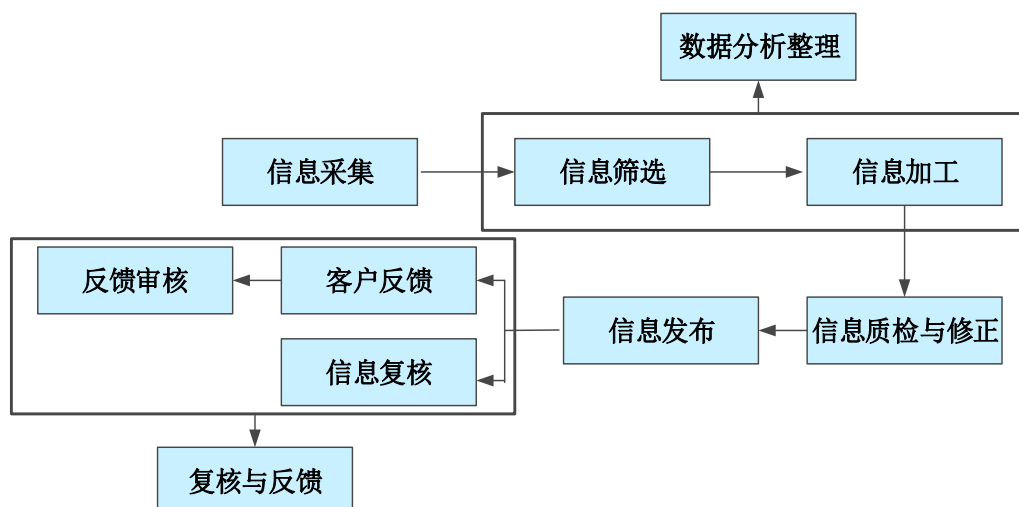 数据分析整理
信息采集
信息筛选
信息加工
反馈审核
客户反馈
信息发布
信息质检与修正
信息复核
复核与反馈